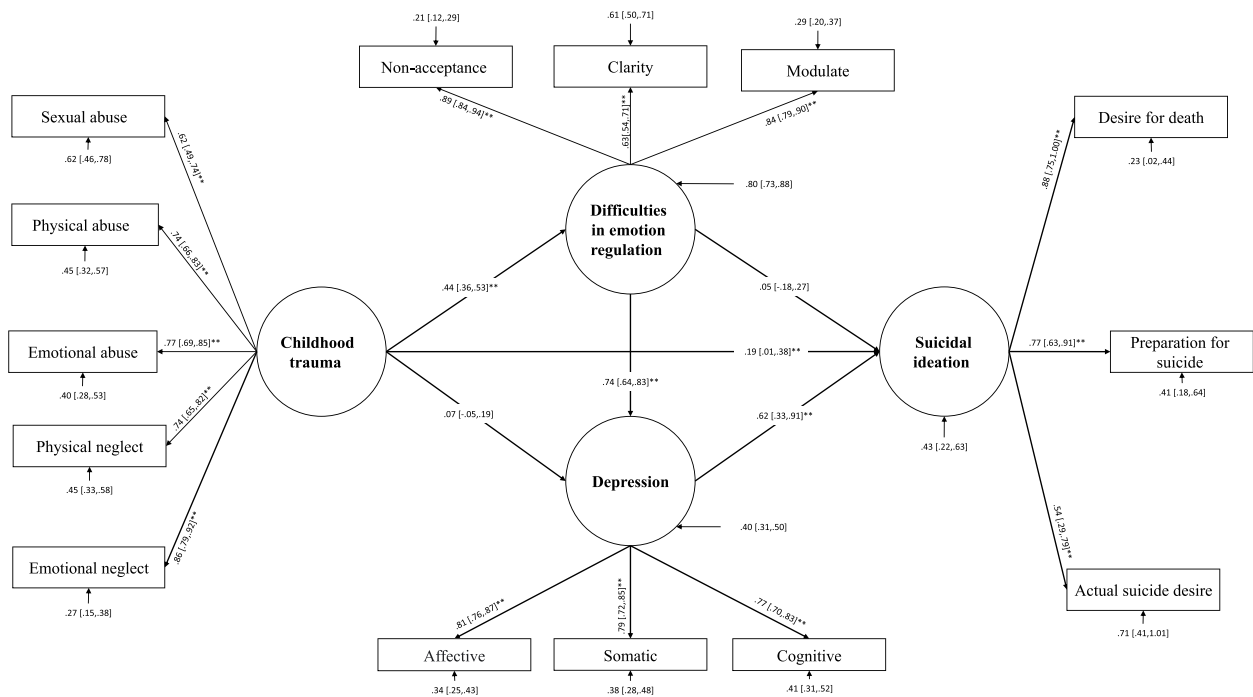 .21 [.12,.29]
.61 [.50,.71]
.29 [.20,.37]
Non-acceptance
Clarity
Modulate
.89 [.84,.94]**
.63[.54,.71]**
.84 [.79,.90]**
Sexual abuse
.62 [.46,.78]
.62 [.49,.74]**
Desire for death
.23 [.02,.44]
.88 [.75,1.00]**
.80 [.73,.88]
Difficulties
in emotion
regulation
Physical abuse
.45 [.32,.57]
.74 [.66,.83]**
.44 [.36,.53]**
.05 [-.18,.27]
Emotional abuse
.40 [.28,.53]
.77 [.69,.85]**
Childhood
trauma
.19 [.01,.38]**
Suicidal
ideation
.77 [.63,.91]**
Preparation for
suicide
.41 [.18,.64]
.74 [.64,.83]**
.07 [-.05,.19]
.62 [.33,.91]**
Physical neglect
.45 [.33,.58]
.74 [.65,.82]**
.43 [.22,.63]
Depression
.40 [.31,.50]
.86 [.79,.92]**
Emotional neglect
.27 [.15,.38]
.54 [.29,.79]**
Actual suicide desire
.71 [.41,1.01]
.81 [.76,.87]**
.79 [.72,.85]**
.77 [.70,.83]**
Affective
Somatic
Cognitive
.34 [.25,.43]
.38 [.28,.48]
.41 [.31,.52]